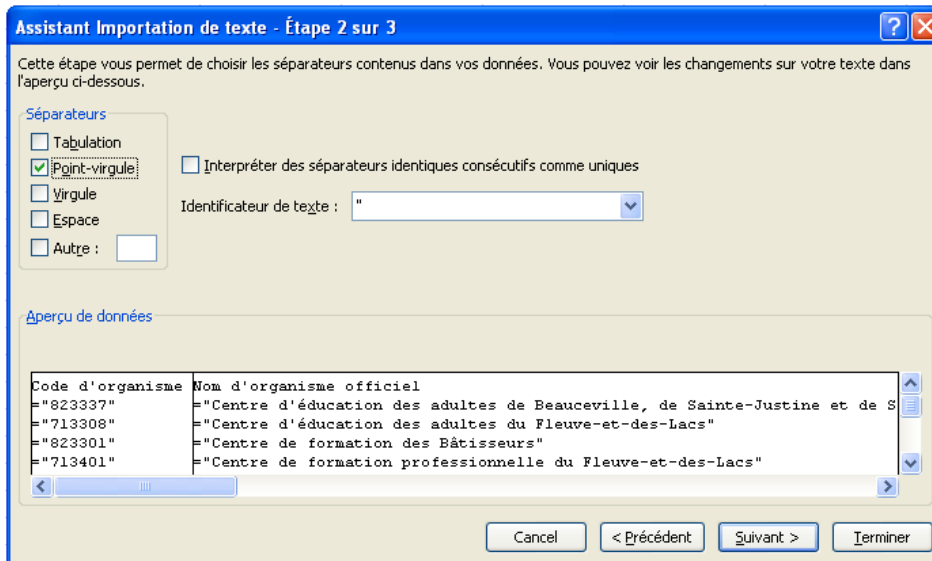 Assistant Importation de texte - Étape 2 sur 3
Cette étape vous permet de choisir les séparateurs contenus dans vos données. Vous pouvez voir les changements sur votre texte dans
l'aperçu ci-dessous.
Séparateurs
Tabulation
Point-virgule
Virgule
Espace
Autre :
Interpréter des séparateurs identiques consécutifs comme uniques
Identificateur de texte : "
Aperçu de données
Code d'organisme Nom d'organisme officiel
="823337" ="Centre d'éducation des adultes de Beauceville, de Sainte-Justine et de S
="713308" ="Centre d'éducation des adultes du Fleuve-et-des-Lacs"
="823301" ="Centre de formation des Bâtisseurs"
="713401" ="Centre de formation professionnelle du Fleuve-et-des-Lacs"
Cancel < Précédent Suivant > Terminer